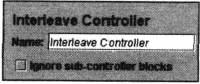 Interleave Controller
Name: Interleave Controller
Ignore sub-controller blocks